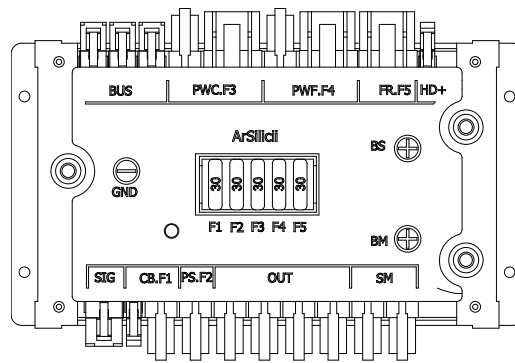 BUS PWC.F3 PWF.F4 FR.F5 HD+
ArSilicii
BS
GND
30 30 30 30 30
F1 F2 F3 F4 F5
BM
SIG CB.F1 PS.F2 OUT SM